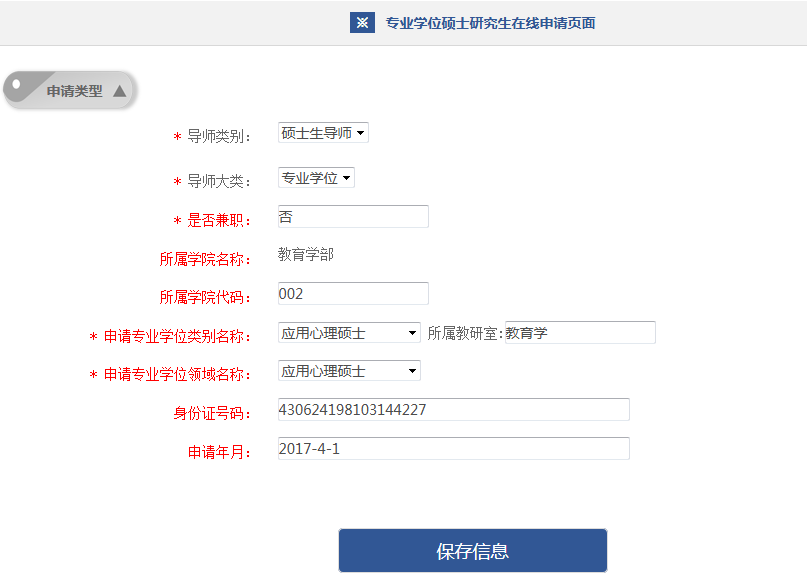 专业学位硕士研究生在线申请页面
申请类型
* 导师类别: 硕士生导师
* 导师大类: 专业学位
* 是否兼职: 否
所属学院名称: 教育学部
所属学院代码: 002
* 申请专业学位类别名称: 应用心理硕士 所属教研室:教育学
* 申请专业学位领域名称: 应用心理硕士
身份证号码: 430624198103144227
申请年月: 2017-4-1
保存信息